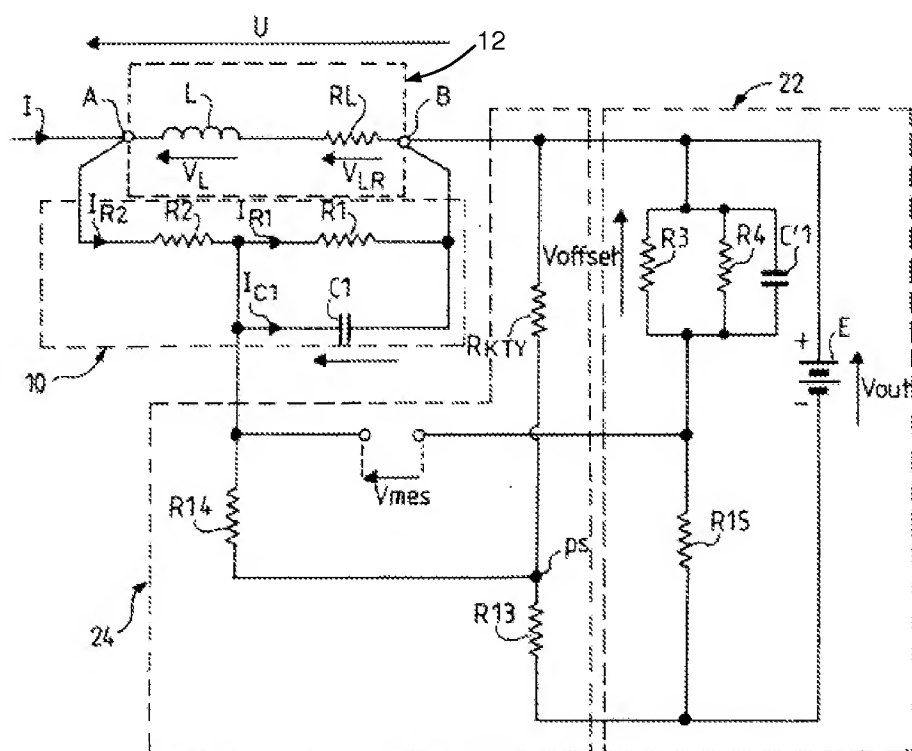 U
12
22
A
L
RL
B
I
VL
VLR
IR2
R2
IR1
R1
Voffset
R3
R4
C'1
IC1
C1
RKTY
+
E
10
Vout
-
Vmes
R14
R15
ps
24
R13